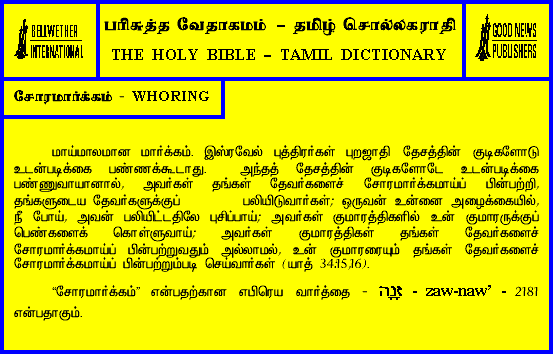 BELLWETHER
INTERNATIONAL
பரிசுத்த வேதாகமம் – தமிழ் சொல்லகராதி
THE HOLY BIBLE – TAMIL DICTIONARY
GOOD NEWS
PUBLISHERS
சோரமார்க்கம் - WHORING
மாய்மாலமான மார்க்கம். இஸ்ரவேல் புத்திரர்கள் புறஜாதி தேசத்தின் குடிகளோடு
உடன்படிக்கை பண்ணக்கூடாது. அந்தத் தேசத்தின் குடிகளோடே உடன்படிக்கை
பண்ணுவாயானால், அவர்கள் தங்கள் தேவர்களைச் சோரமார்க்கமாய்ப் பின்பற்றி,
தங்களுடைய தேவர்களுக்குப் பலியிடுவார்கள்; ஒருவன் உன்னை அழைக்கையில்,
நீ போய், அவன் பலியிட்டதிலே புசிப்பாய்; அவர்கள் குமாரத்திகளில் உன் குமாரருக்குப்
பெண்களைக் கொள்ளுவாய்; அவர்கள் குமாரத்திகள் தங்கள் தேவர்களைச்
சோரமார்க்கமாய்ப் பின்பற்றுவதும் அல்லாமல், உன் குமாரரையும் தங்கள் தேவர்களைச்
சோரமார்க்கமாய்ப் பின்பற்றும்படி செய்வார்கள் (யாத் 34:15,16).
“சோரமார்க்கம்” என்பதற்கான எபிரெய வார்த்தை - זָנָה - zaw-naw’ - 2181
என்பதாகும்.